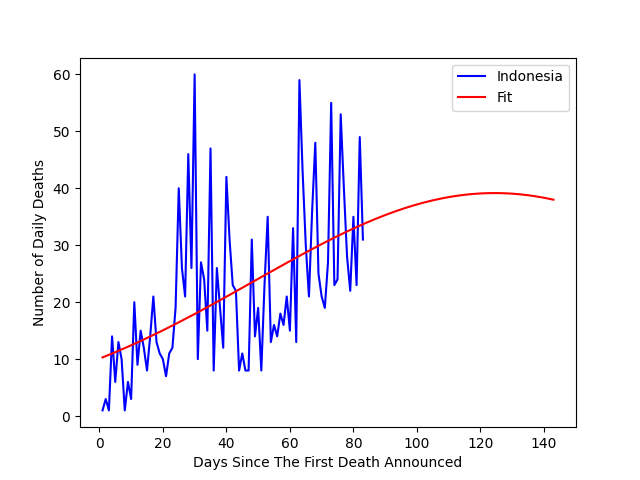 Indonesia
Fit
60
50
40
30
20
10
0
Number of Daily Deaths
0 20 40 60 80 100 120 140
Days Since The First Death Announced